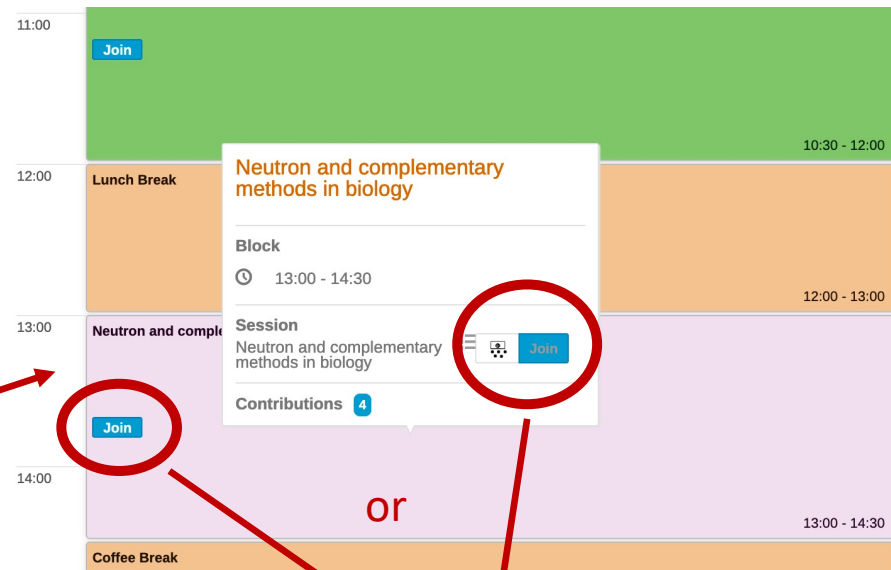 11:00
Join
10:30 - 12:00
12:00
Lunch Break
Neutron and complementary
methods in biology
Block
13:00 - 14:30
12:00 - 13:00
13:00
Neutron and comple
Session
Neutron and complementary
methods in biology
Join
Contributions 4
Join
14:00
or
13:00 - 14:30
Coffee Break